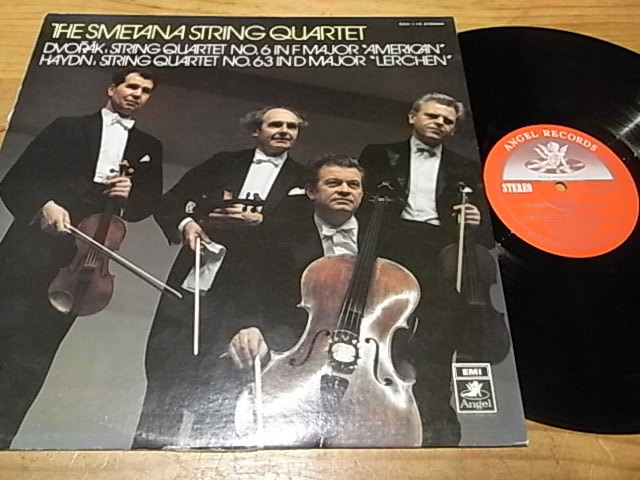 THE SMETANA STRING QUARTET
DVOŘÁK: STRING QUARTET NO.6 IN F MAJOR "AMERICAN"
HAYDN: STRING QUARTET NO.63 IN D MAJOR "LERCHEN"
STEREO
EMI
Angel
ANGEL RECORDS
STEREO